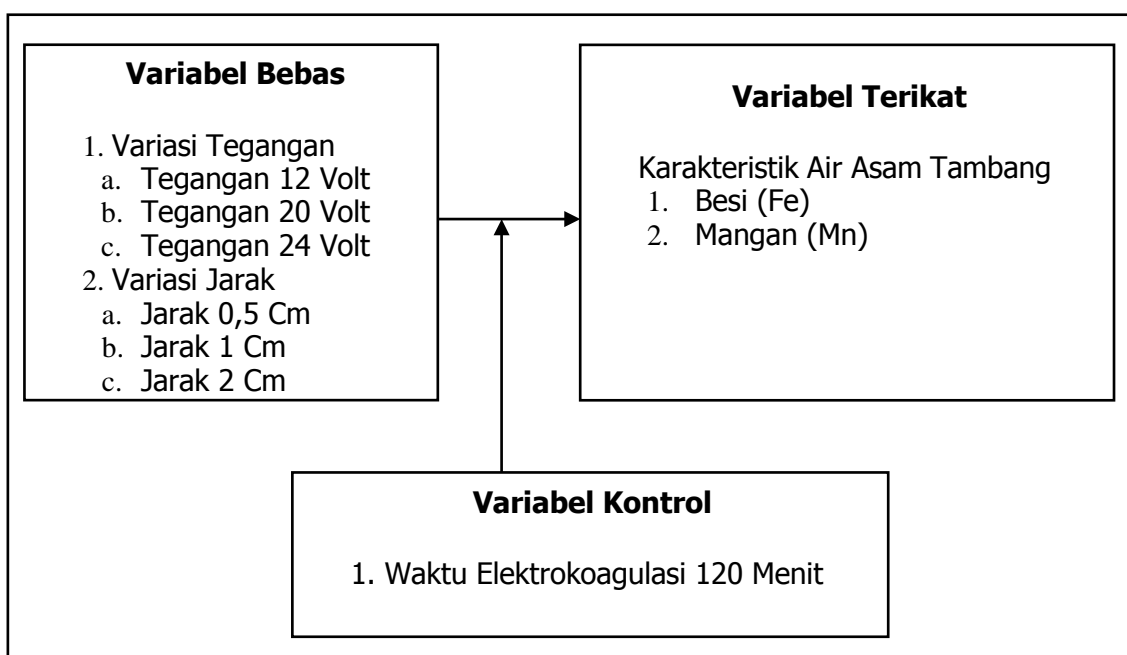 Variabel Bebas
1. Variasi Tegangan
a. Tegangan 12 Volt
b. Tegangan 20 Volt
c. Tegangan 24 Volt
2. Variasi Jarak
a. Jarak 0,5 Cm
b. Jarak 1 Cm
c. Jarak 2 Cm
Variabel Terikat
Karakteristik Air Asam Tambang
1. Besi (Fe)
2. Mangan (Mn)
Variabel Kontrol
1. Waktu Elektrokoagulasi 120 Menit